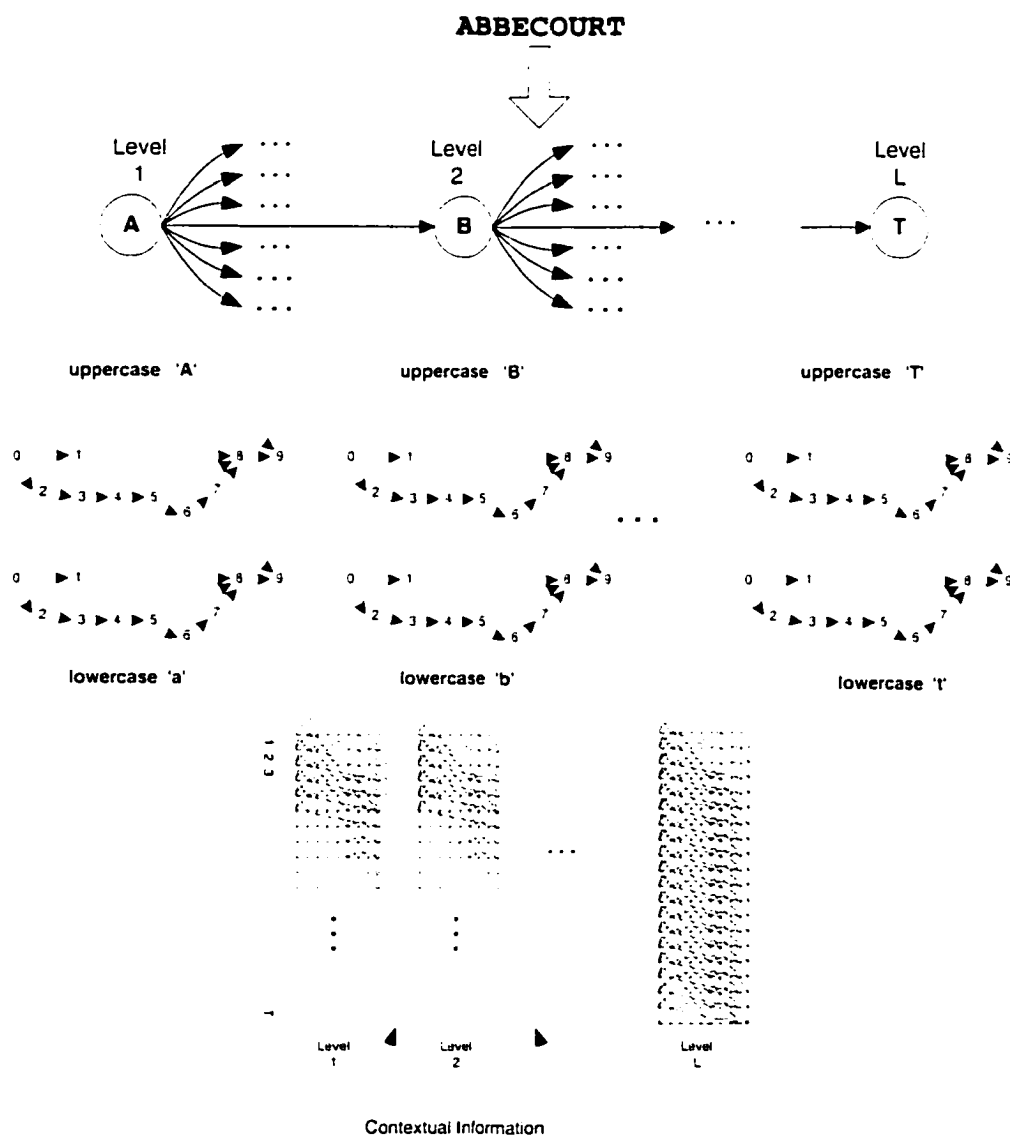 ABBECOURT
Level 1 Level 2 Level L
A ... B ... ... T
uppercase 'A' uppercase 'B' uppercase 'T'
0 1 2 3 4 5 6 7 8 9 0 1 2 3 4 5 6 7 8 9 ... 0 1 2 3 4 5 6 7 8 9
0 1 2 3 4 5 6 7 8 9 0 1 2 3 4 5 6 7 8 9 0 1 2 3 4 5 6 7 8 9
lowercase 'a' lowercase 'b' lowercase 't'
1 2 3
...
T
Level 1 Level 2 Level L
Contextual Information